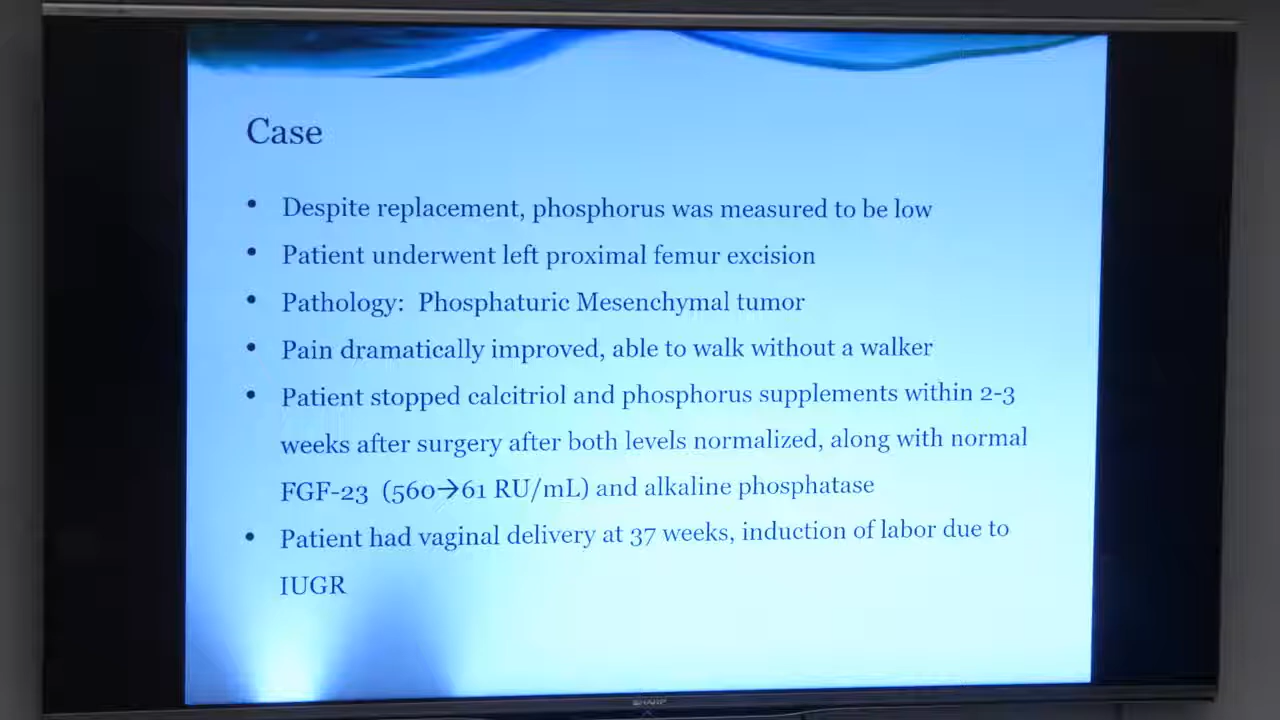 Case
• Despite replacement, phosphorus was measured to be low
• Patient underwent left proximal femur excision
• Pathology: Phosphaturic Mesenchymal tumor
• Pain dramatically improved, able to walk without a walker
• Patient stopped calcitriol and phosphorus supplements within 2-3
weeks after surgery after both levels normalized, along with normal
FGF-23 (560→61 RU/mL) and alkaline phosphatase
• Patient had vaginal delivery at 37 weeks, induction of labor due to
IUGR
SHARP